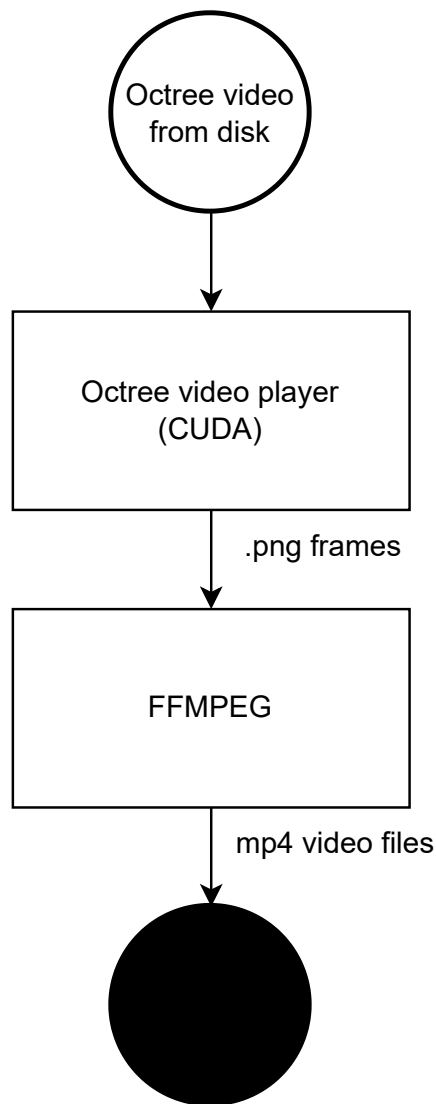 Octree video
from disk
Octree video player
(CUDA)
.png frames
FFMPEG
mp4 video files